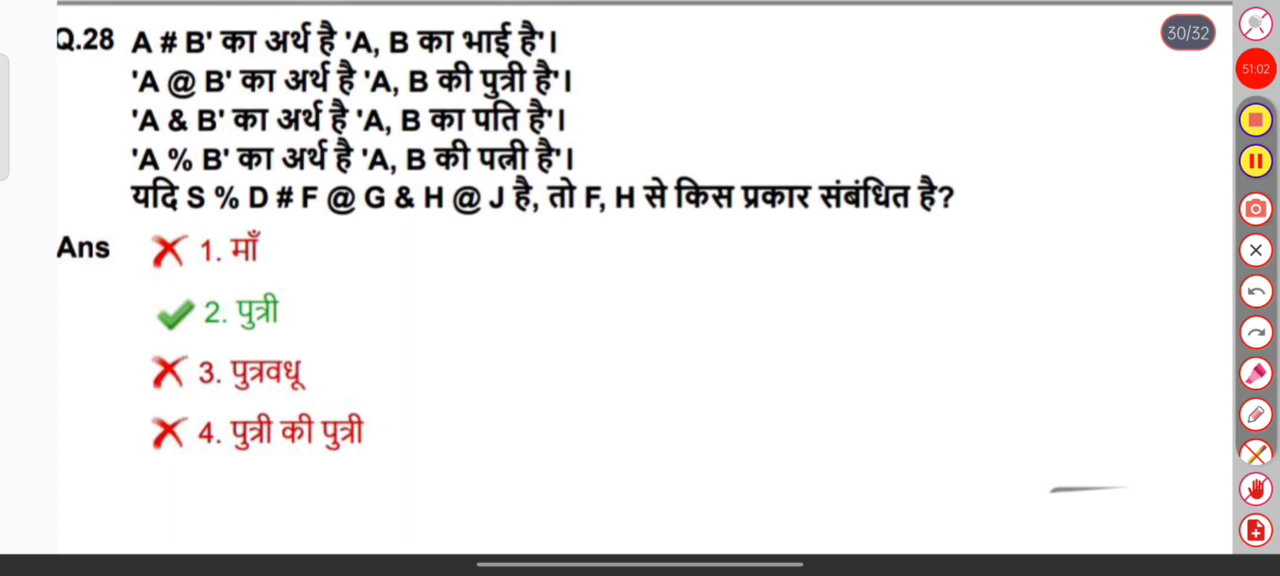 Q.28 A # B' का अर्थ है 'A, B का भाई है'।
'A @ B' का अर्थ है 'A, B की पुत्री है'।
'A & B' का अर्थ है 'A, B का पति है'।
'A % B' का अर्थ है 'A, B की पत्नी है'।
यदि S % D # F @ G & H @ J है, तो F, H से किस प्रकार संबंधित है?
Ans 1. माँ
2. पुत्री
3. पुत्रवधू
4. पुत्री की पुत्री
30/32
51:02